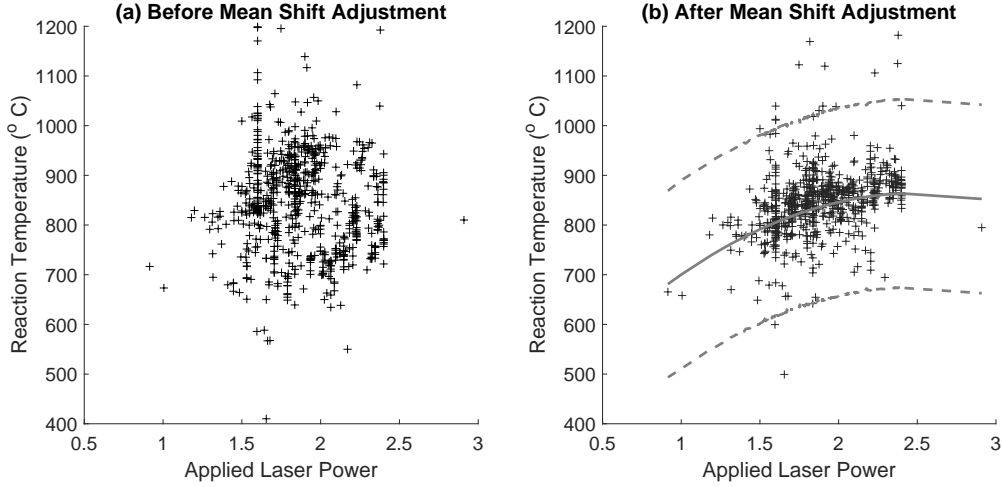 (a) Before Mean Shift Adjustment
1200
1100
1000
900
800
700
600
500
400
Reaction Temperature (° C)
0.5 1 1.5 2 2.5 3
Applied Laser Power
(b) After Mean Shift Adjustment
1200
1100
1000
900
800
700
600
500
400
Reaction Temperature (° C)
0.5 1 1.5 2 2.5 3
Applied Laser Power